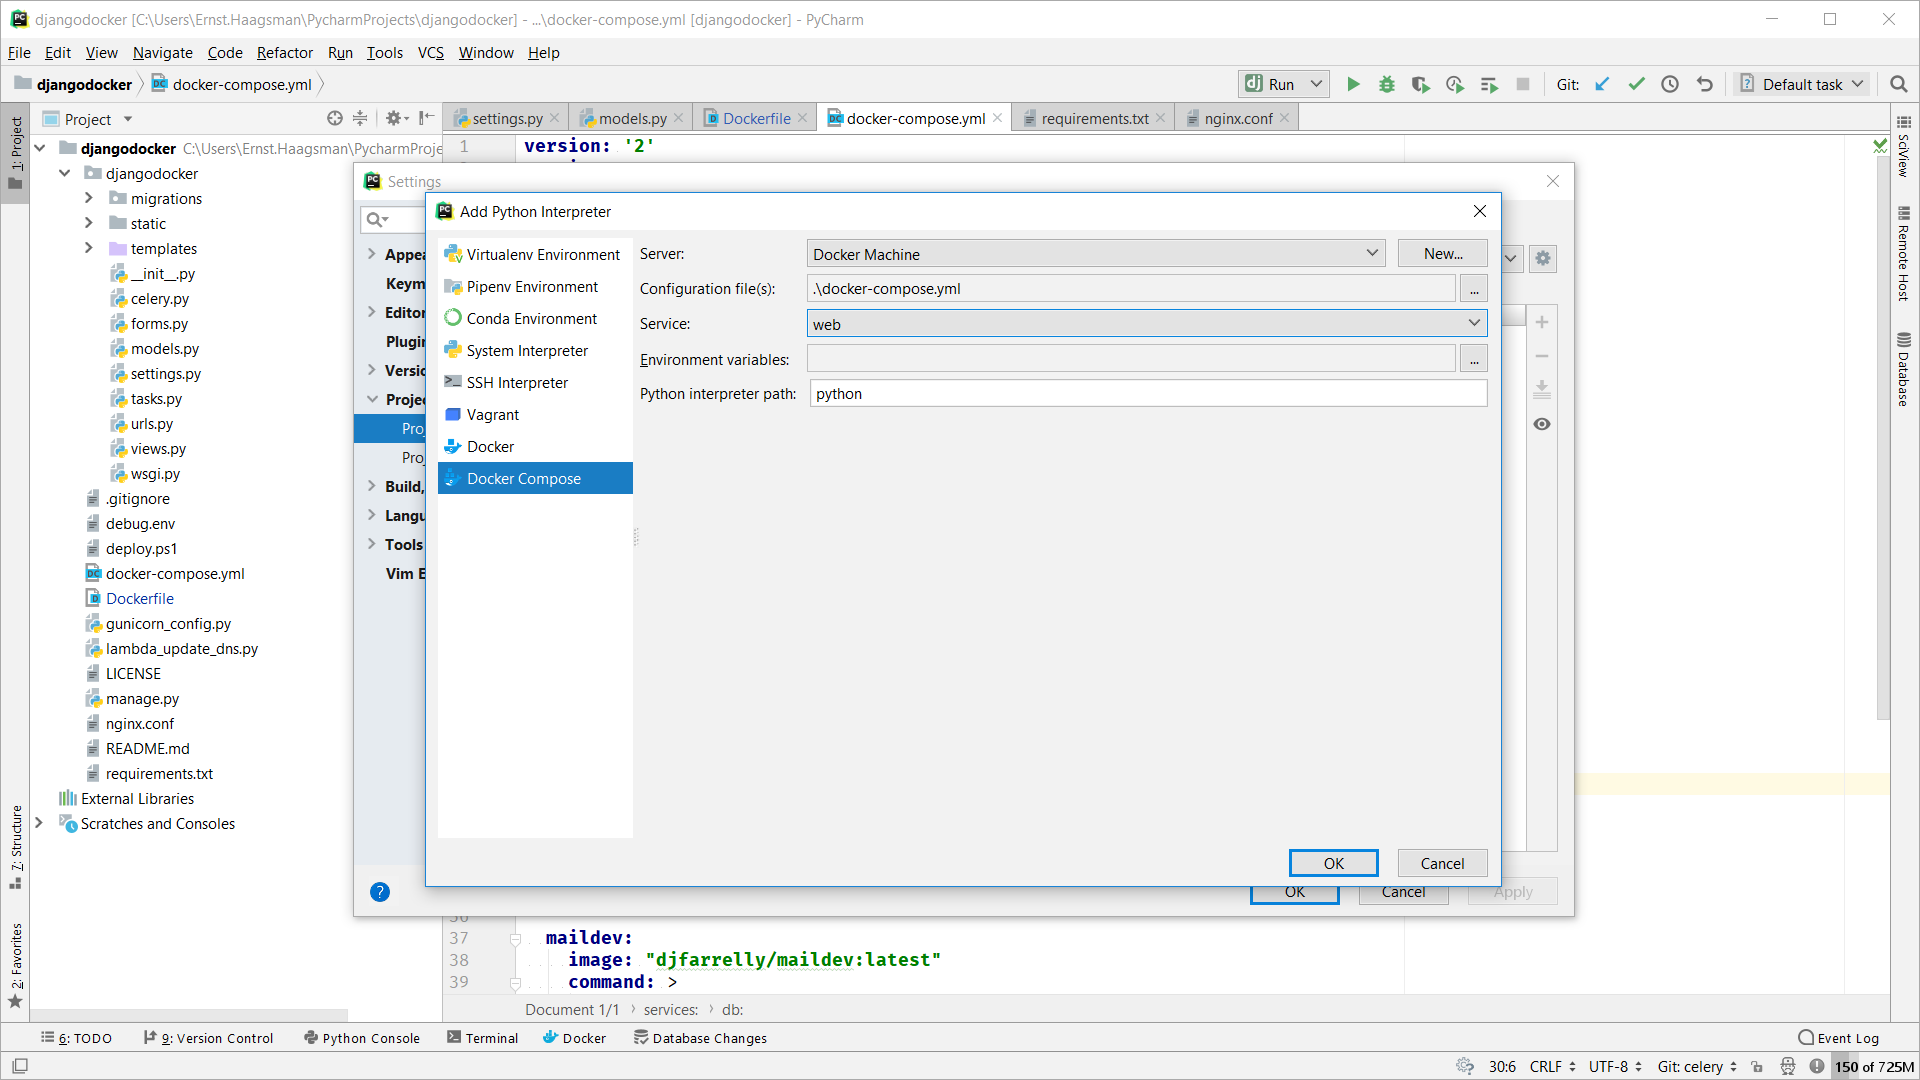 djangodocker [C:\Users\Ernst.Haagsman\PycharmProjects\djangodocker] - ...\docker-compose.yml [djangodocker] - PyCharm
File Edit View Navigate Code Refactor Run Tools VCS Window Help
djangodocker docker-compose.yml
Run Git: Default task
Project
settings.py models.py Dockerfile docker-compose.yml requirements.txt nginx.conf
1: Project
djangodocker C:\Users\Ernst.Haagsman\PycharmProje
djangodocker
migrations
static
templates
__init__.py
celery.py
forms.py
models.py
settings.py
tasks.py
urls.py
views.py
wsgi.py
.gitignore
debug.env
deploy.ps1
docker-compose.yml
Dockerfile
gunicorn_config.py
lambda_update_dns.py
LICENSE
manage.py
nginx.conf
README.md
requirements.txt
External Libraries
Scratches and Consoles
7: Structure
2: Favorites
1 version: '2'
Settings
Appea
Keym
Editor
Plugin
Versio
Projec
Proj
Proj
Build,
Langu
Tools
Vim E
Add Python Interpreter
Virtualenv Environment
Pipenv Environment
Conda Environment
System Interpreter
SSH Interpreter
Vagrant
Docker
Docker Compose
Server: Docker Machine New...
Configuration file(s): .\docker-compose.yml ...
Service: web
Environment variables: ...
Python interpreter path: python
OK Cancel
? OK Cancel Apply
36
37 maildev:
38 image: "djfarrelly/maildev:latest"
39 command: >
Document 1/1 › services: › db:
SciView
Remote Host
Database
6: TODO 9: Version Control Python Console Terminal Docker Database Changes Event Log
30:6 CRLF UTF-8 Git: celery 150 of 725M